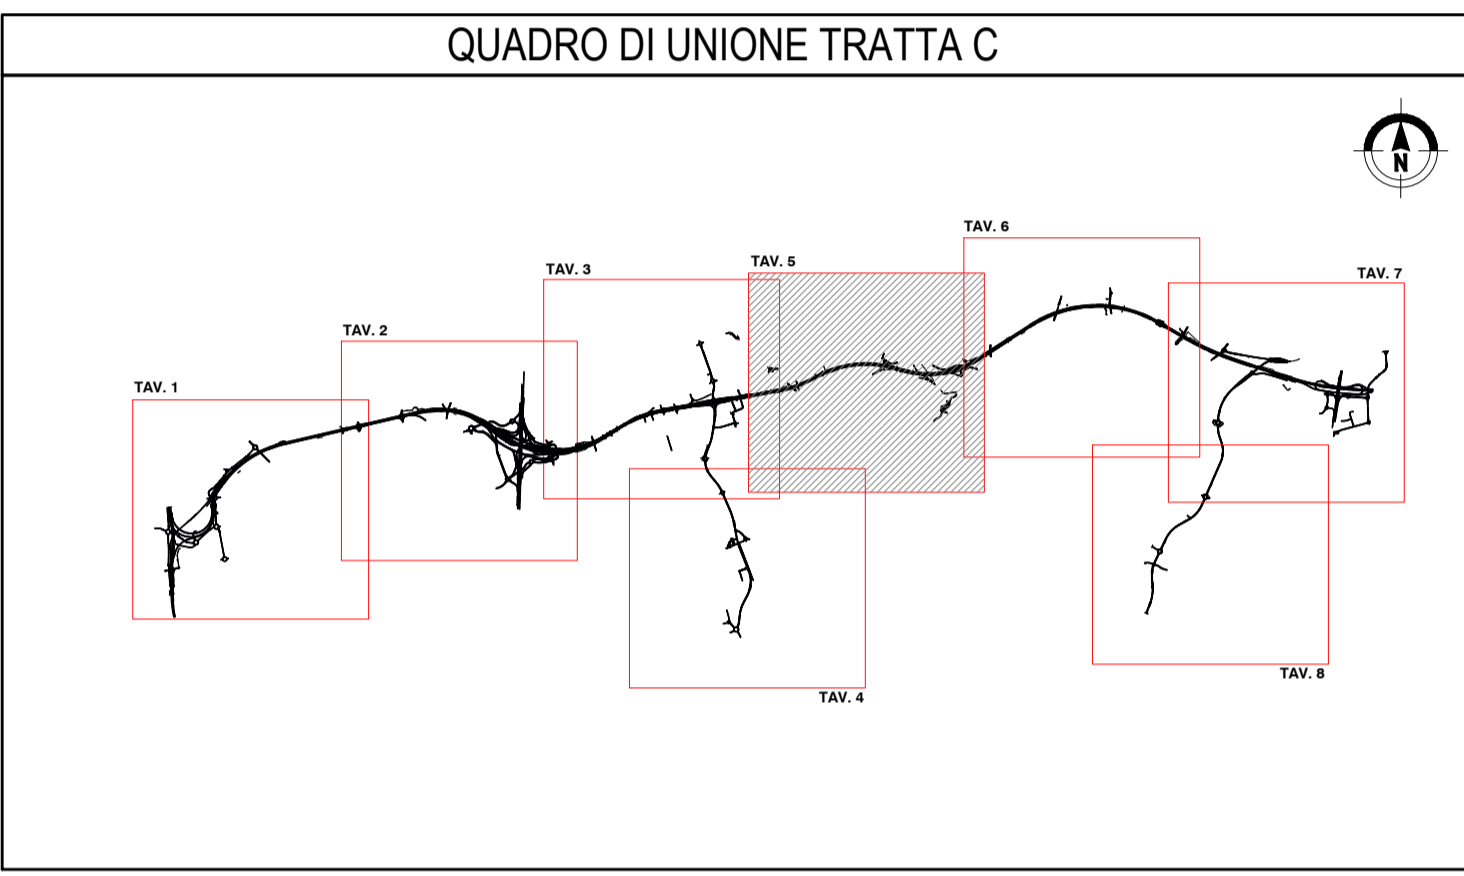 QUADRO DI UNIONE TRATTA C
N
TAV. 6
TAV. 5
TAV. 3
TAV. 7
TAV. 2
TAV. 1
TAV. 8
TAV. 4